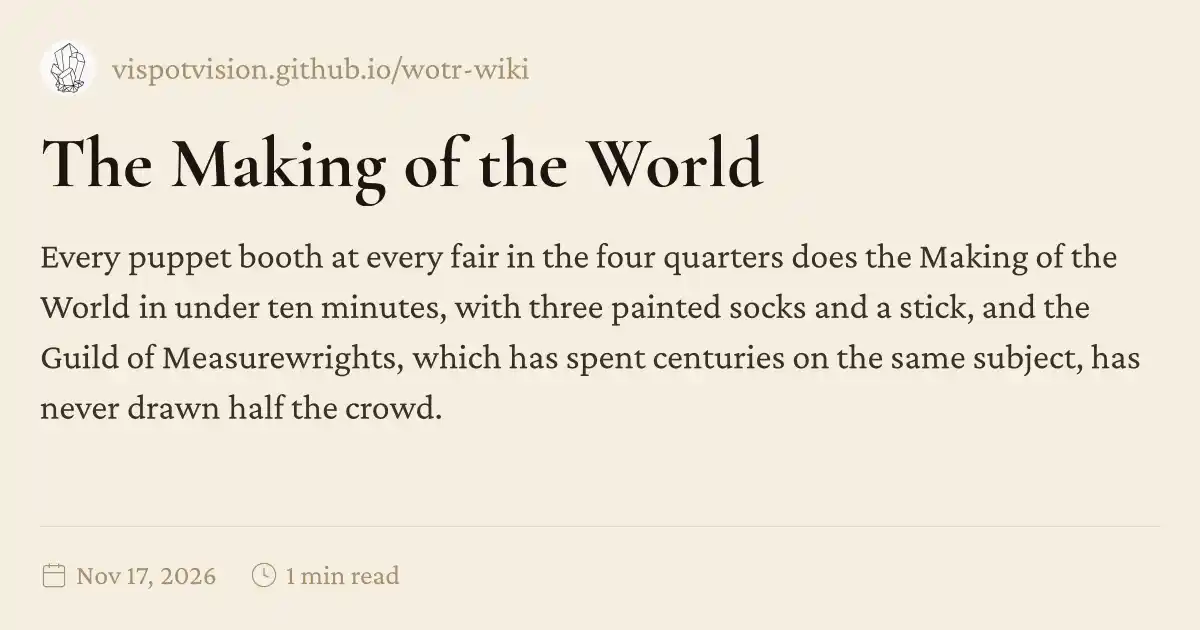 vispotvision.github.io/wotr-wiki
The Making of the World
Every puppet booth at every fair in the four quarters does the Making of the
World in under ten minutes, with three painted socks and a stick, and the
Guild of Measurewrights, which has spent centuries on the same subject, has
never drawn half the crowd.
Nov 17, 2026
1 min read